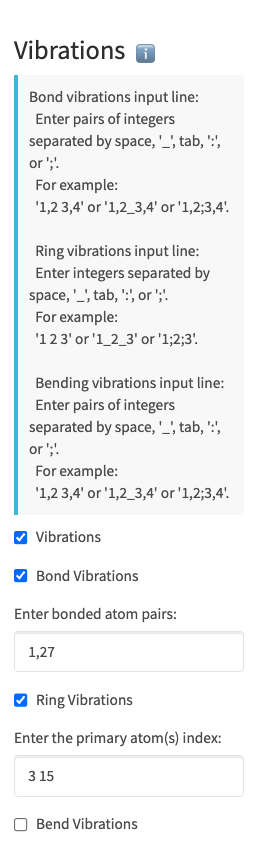 Vibrations ℹ️
Bond vibrations input line:
Enter pairs of integers
separated by space, '_', tab, ':',
or ';'.
For example:
'1,2 3,4' or '1,2_3,4' or '1,2;3,4'.
Ring vibrations input line:
Enter integers separated by
space, '_', tab, ':', or ';'.
For example:
'1 2 3' or '1_2_3' or '1;2;3'.
Bending vibrations input line:
Enter pairs of integers
separated by space, '_', tab, ':',
or ';'.
For example:
'1,2 3,4' or '1,2_3,4' or '1,2;3,4'.
Vibrations
Bond Vibrations
Enter bonded atom pairs:
1,27
Ring Vibrations
Enter the primary atom(s) index:
3 15
Bend Vibrations